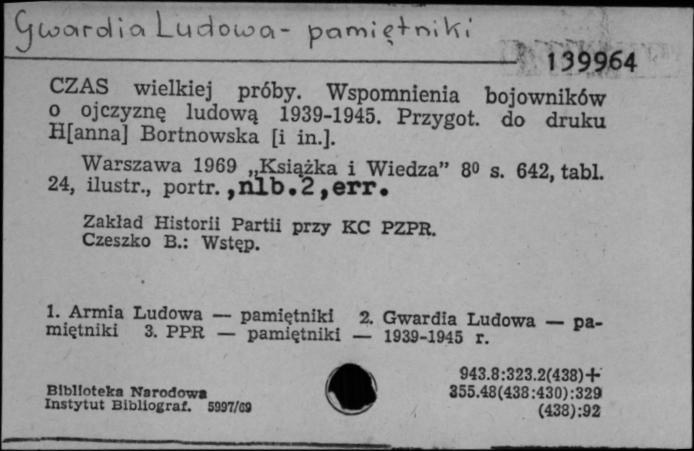 Gwardia Ludowa - pamiętniki
139964
CZAS wielkiej próby. Wspomnienia bojowników
o ojczyznę ludową 1939-1945. Przygot. do druku
H[anna] Bortnowska [i in.].
Warszawa 1969 „Książka i Wiedza” 8⁰ s. 642, tabl.
24, ilustr., portr.,nlb.2,err.
Zakład Historii Partii przy KC PZPR.
Czeszko B.: Wstęp.
1. Armia Ludowa — pamiętniki 2. Gwardia Ludowa — pa-
miętniki 3. PPR — pamiętniki — 1939-1945 r.
943.8:323.2(438)+
Biblioteka Narodowa 355.48(438:430):329
Instytut Bibliograf. 5997/69 (438):92